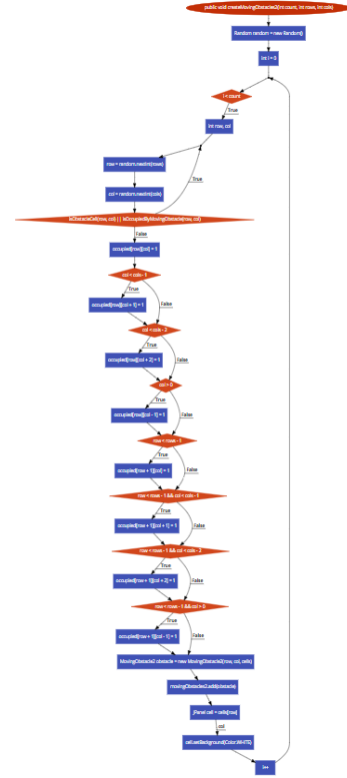 public void createMovingObstacles2(int count, int rows, int cols)
Random random = new Random()
int i = 0
i < count
True
int row, col
row = random.nextInt(rows)
col = random.nextInt(cols)
True
isObstacleCell(row, col) || isOccupiedByMovingObstacle(row, col)
False
occupied[row][col] = 1
col < cols - 1
True
occupied[row][col + 1] = 1
False
col < cols - 2
True
occupied[row][col + 2] = 1
False
col > 0
True
occupied[row][col - 1] = 1
False
row < rows - 1
True
occupied[row + 1][col] = 1
False
row < rows - 1 && col < cols - 1
True
occupied[row + 1][col + 1] = 1
False
row < rows - 1 && col < cols - 2
True
occupied[row + 1][col + 2] = 1
False
row < rows - 1 && col > 0
True
occupied[row + 1][col - 1] = 1
False
MovingObstacle2 obstacle = new MovingObstacle2(row, col, cells)
movingObstacles2.add(obstacle)
JPanel cell = cells[row]
col
cell.setBackground(Color.WHITE)
i++